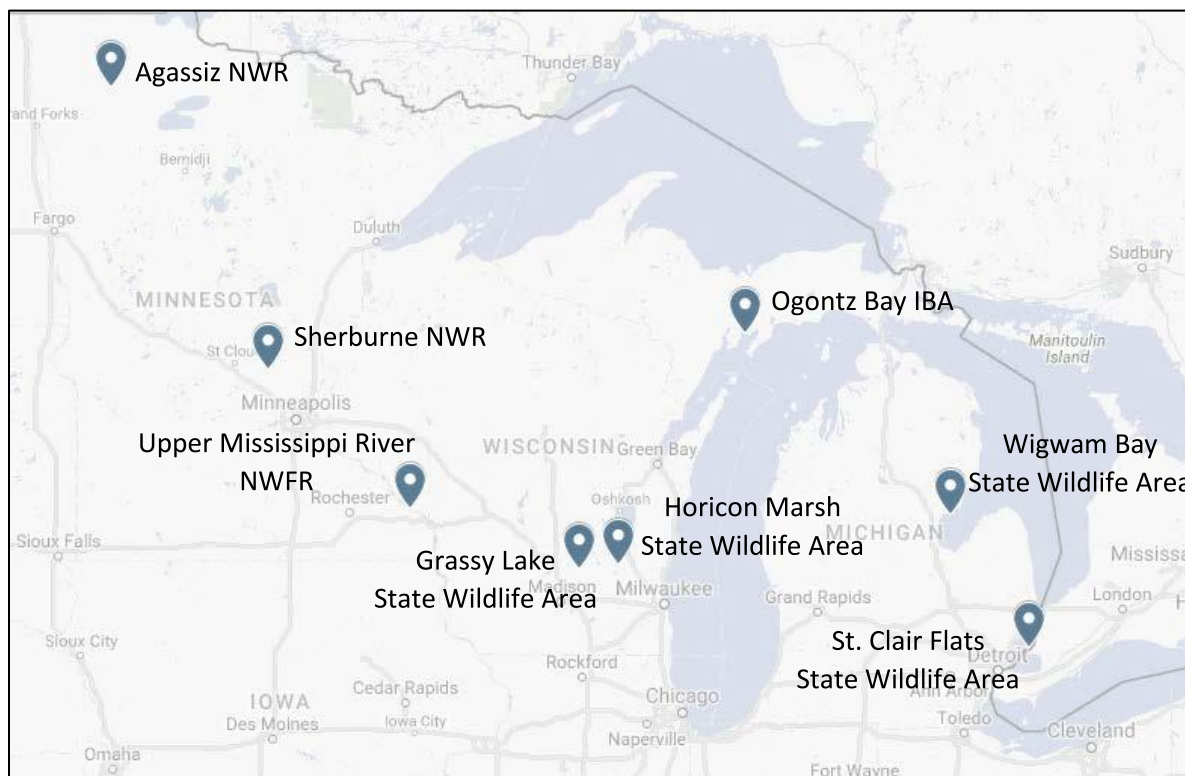 Thunder Bay
Agassiz NWR
rand Forks
Bemidji
Fargo
Duluth
Sudbury
MINNESOTA
Ogontz Bay IBA
Sherburne NWR
St Clou
Manitoulin
Island
Minneapolis
Upper Mississippi River
NWFR
WISCONSIN
Green Bay
Wigwam Bay
State Wildlife Area
Rochester
Oshkosh
Horicon Marsh
State Wildlife Area
MICHIGAN
Sioux Falls
Grassy Lake
State Wildlife Area
Mississa
Madison
Milwaukee
Grand Rapids
London
H
Sioux City
St. Clair Flats
State Wildlife Area
Detroit
Ann Arbor
Rockford
Cedar Rapids
Chicago
IOWA
Iowa City
Des Moines
Naperville
Toledo
Cleveland
Omaha
Fort Wayne